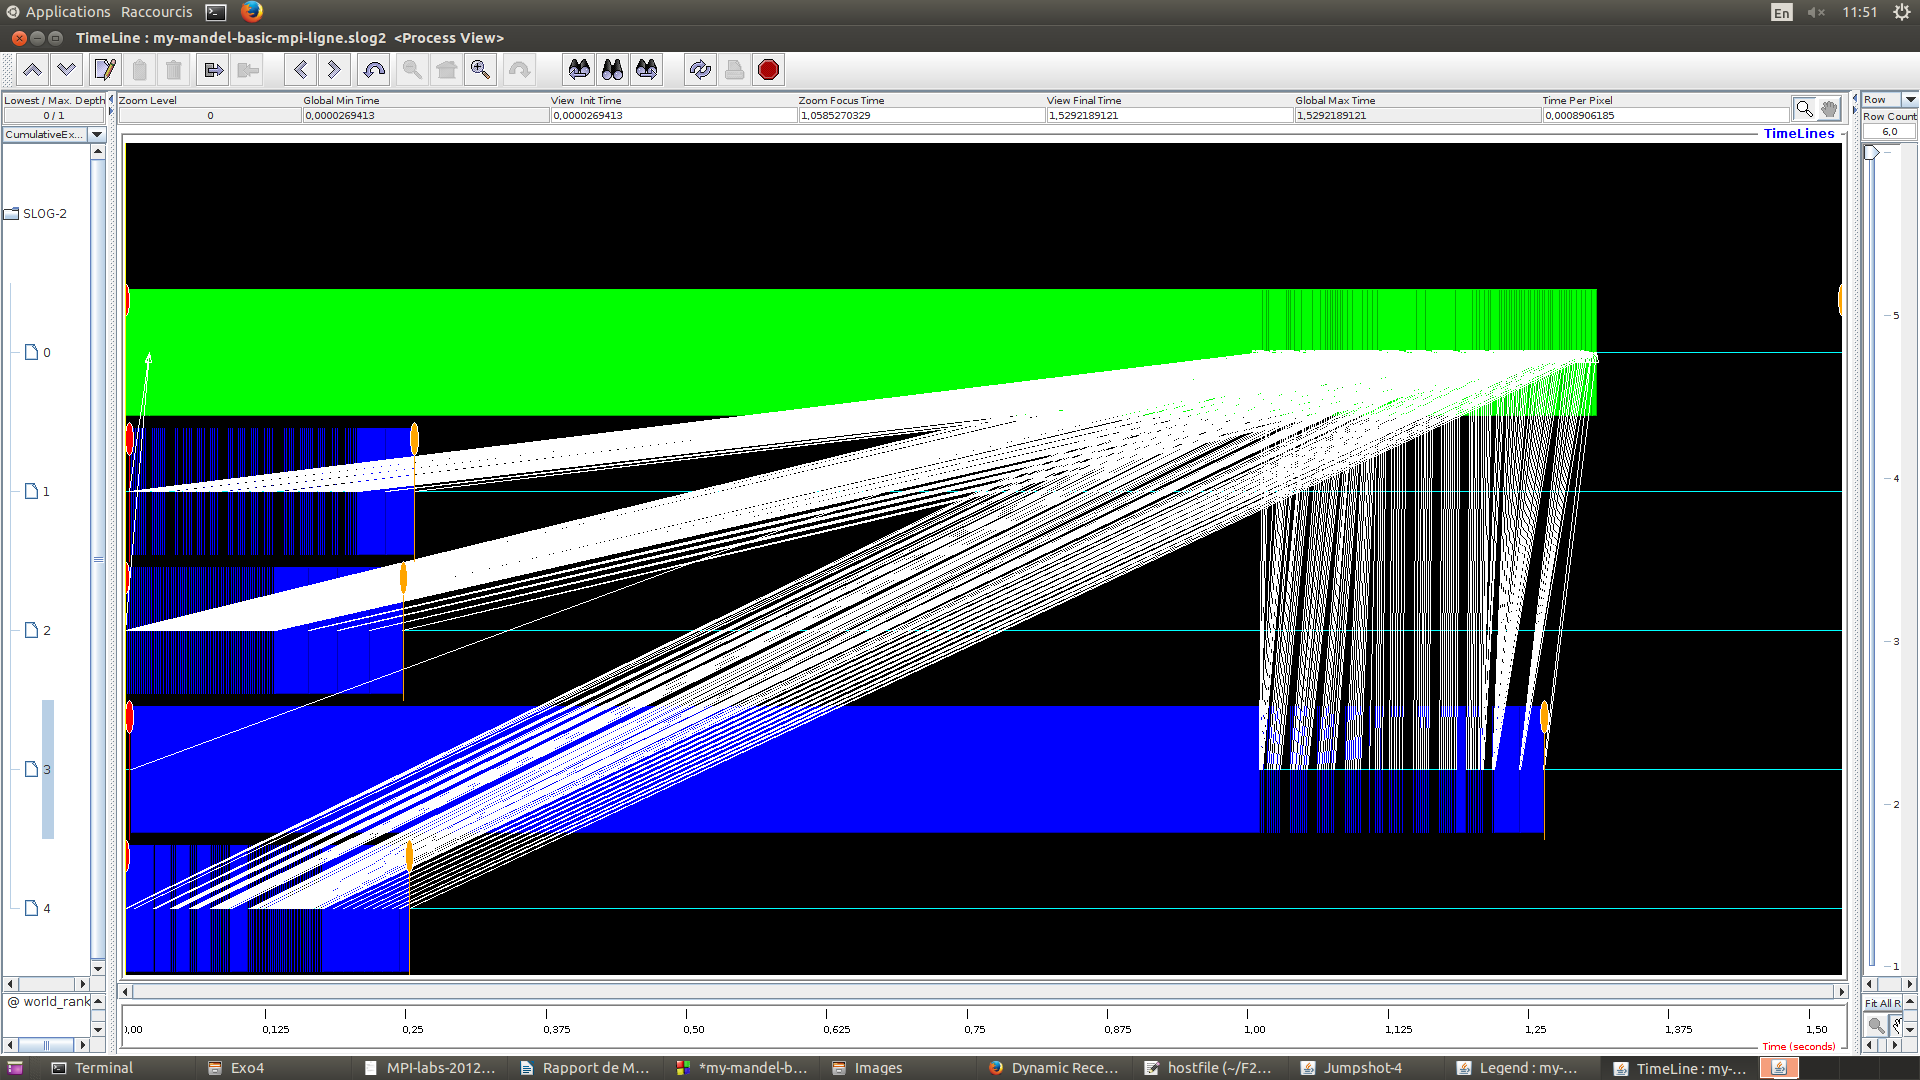 Applications Raccourcis En 11:51
TimeLine : my-mandel-basic-mpi-ligne.slog2 <Process View>
Lowest / Max. Depth Zoom Level Global Min Time View Init Time Zoom Focus Time View Final Time Global Max Time Time Per Pixel Row
0 / 1 0 0,0000269413 0,0000269413 1,0585270329 1,5292189121 1,5292189121 0,0008906185 Row Count
CumulativeEx... TimeLines 6,0
SLOG-2
5
0
4
1
3
2
3
2
4
1
@ world_rank Fit All R
0,00 0,125 0,25 0,375 0,50 0,625 0,75 0,875 1,00 1,125 1,25 1,375 1,50
Time (seconds)
Terminal Exo4 MPI-labs-2012... Rapport de M... *my-mandel-b... Images Dynamic Rece... hostfile (~/F2... Jumpshot-4 Legend : my-... TimeLine : my-...